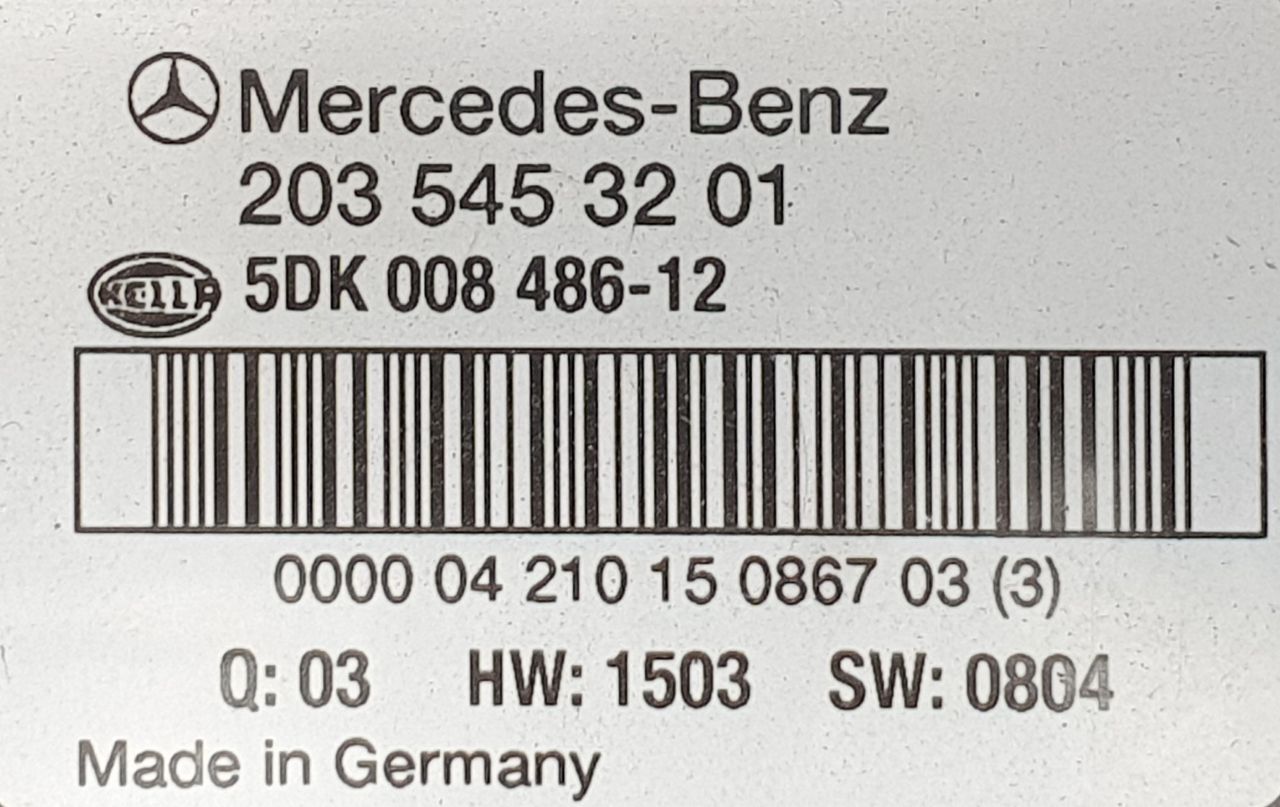 Mercedes-Benz
203 545 32 01
HELLA 5DK 008 486-12
0000 04 210 15 0867 03 (3)
Q: 03 HW: 1503 SW: 0804
Made in Germany